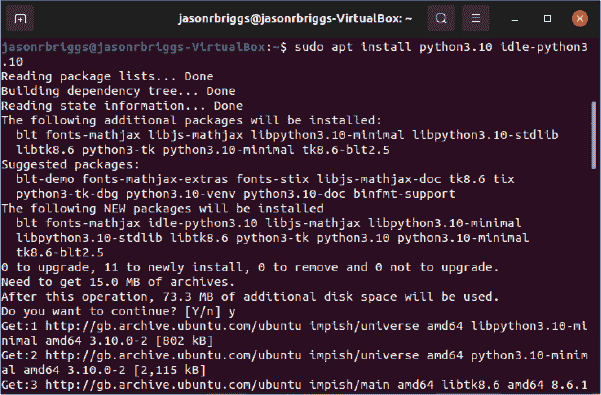 jasonrbriggs@jasonrbriggs-VirtualBox: ~
jasonrbriggs@jasonrbriggs-VirtualBox:~$ sudo apt install python3.10 idle-python3
.10
Reading package lists... Done
Building dependency tree... Done
Reading state information... Done
The following additional packages will be installed:
blt fonts-mathjax libjs-mathjax libpython3.10-minimal libpython3.10-stdlib
libtk8.6 python3-tk python3.10-minimal tk8.6-blt2.5
Suggested packages:
blt-demo fonts-mathjax-extras fonts-stix libjs-mathjax-doc tk8.6 tix
python3-tk-dbg python3.10-venv python3.10-doc binfmt-support
The following NEW packages will be installed
blt fonts-mathjax idle-python3.10 libjs-mathjax libpython3.10-minimal
libpython3.10-stdlib libtk8.6 python3-tk python3.10 python3.10-minimal
tk8.6-blt2.5
0 to upgrade, 11 to newly install, 0 to remove and 0 not to upgrade.
Need to get 15.0 MB of archives.
After this operation, 73.3 MB of additional disk space will be used.
Do you want to continue? [Y/n] y
Get:1 http://gb.archive.ubuntu.com/ubuntu impish/universe amd64 libpython3.10-mi
nimal amd64 3.10.0-2 [802 kB]
Get:2 http://gb.archive.ubuntu.com/ubuntu impish/universe amd64 python3.10-minim
al amd64 3.10.0-2 [2,115 kB]
Get:3 http://gb.archive.ubuntu.com/ubuntu impish/main amd64 libtk8.6 amd64 8.6.1